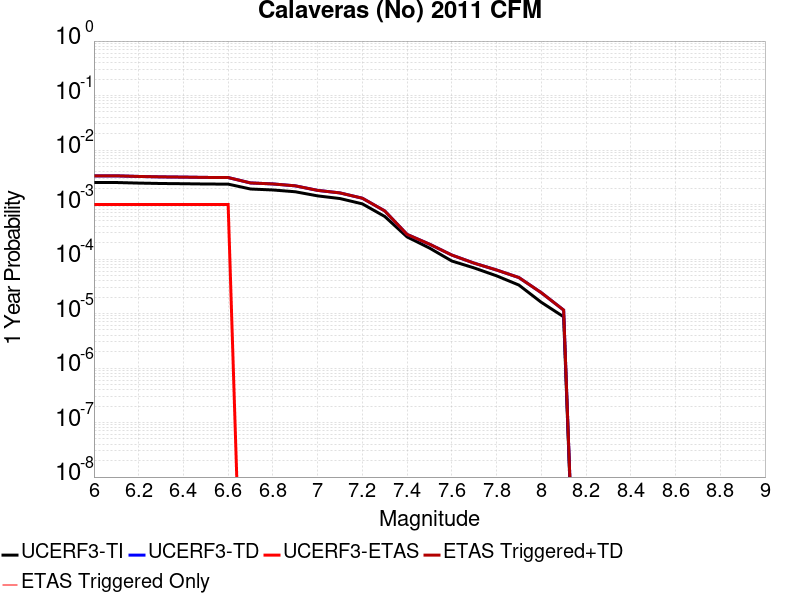 Calaveras (No) 2011 CFM
10 0
10 -1
10 -2
10 -3
10 -4
10 -5
10 -6
10 -7
10 -8
1 Year Probability
6 6.2 6.4 6.6 6.8 7 7.2 7.4 7.6 7.8 8 8.2 8.4 8.6 8.8 9
Magnitude
UCERF3-TI UCERF3-TD UCERF3-ETAS ETAS Triggered+TD
ETAS Triggered Only